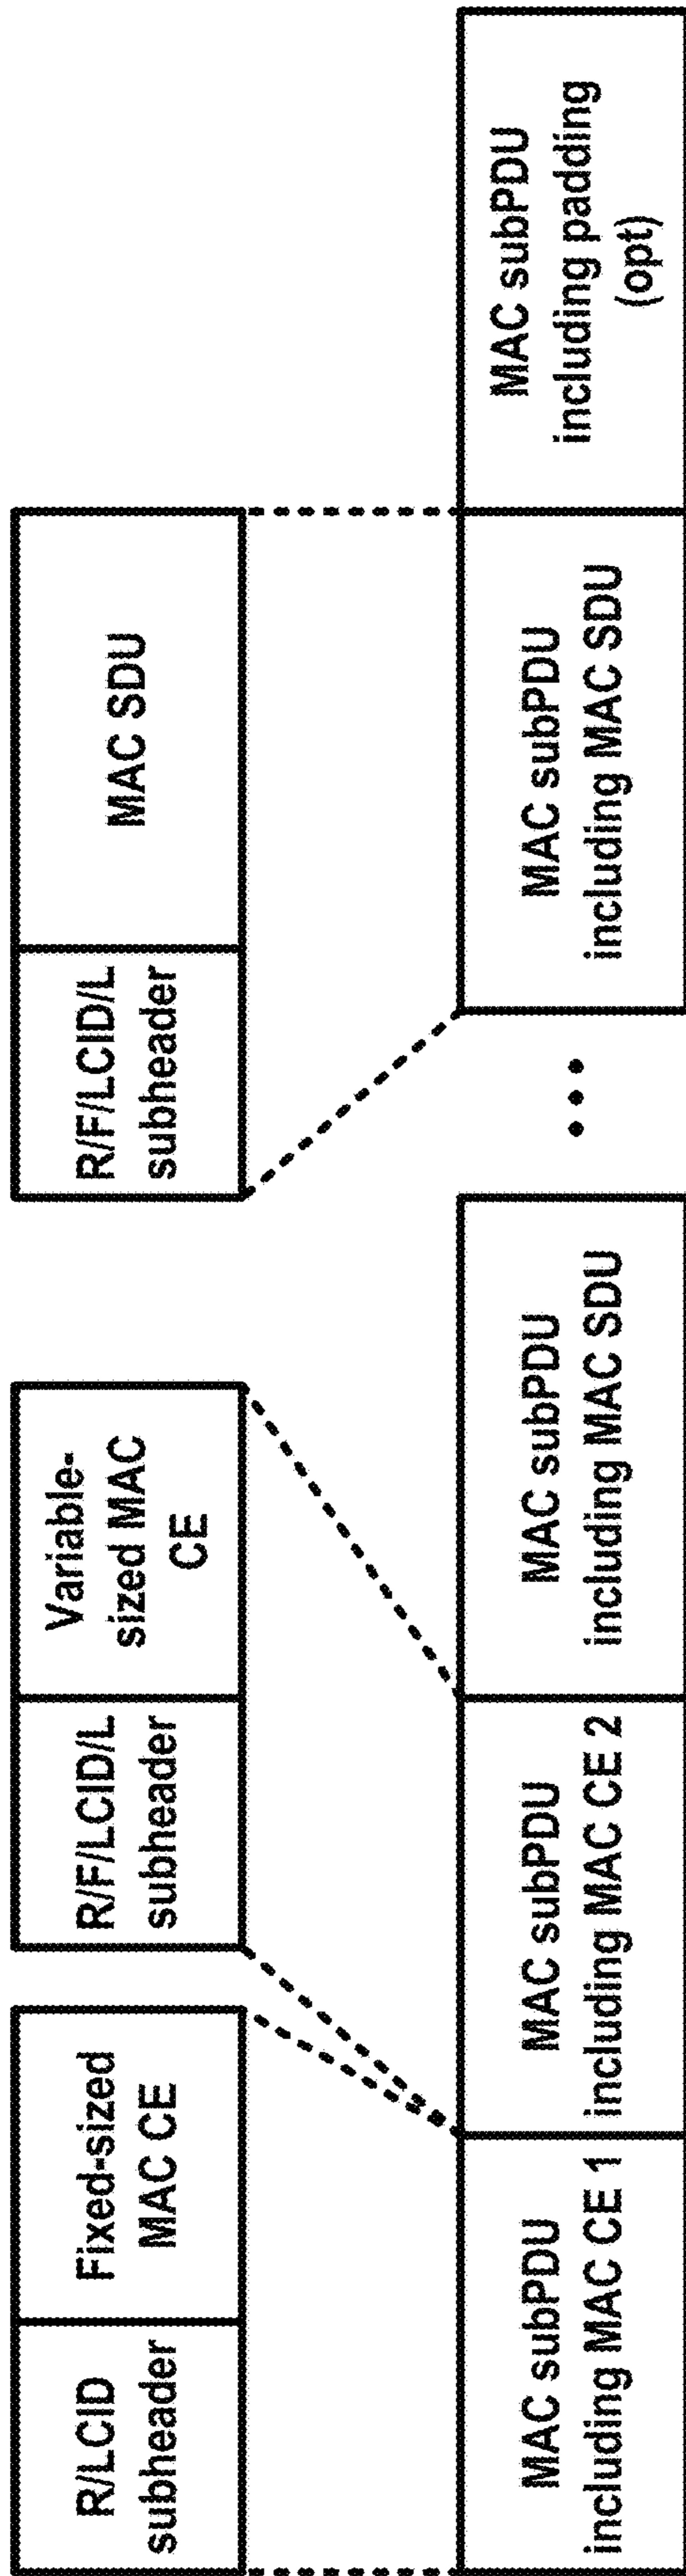 R/LCID
subheader
Fixed-sized
MAC CE
R/F/LCID/L
subheader
Variable-
sized MAC
CE
R/F/LCID/L
subheader
MAC SDU
MAC subPDU
including MAC CE 1
MAC subPDU
including MAC CE 2
MAC subPDU
including MAC SDU
• • •
MAC subPDU
including MAC SDU
MAC subPDU
including padding
(opt)